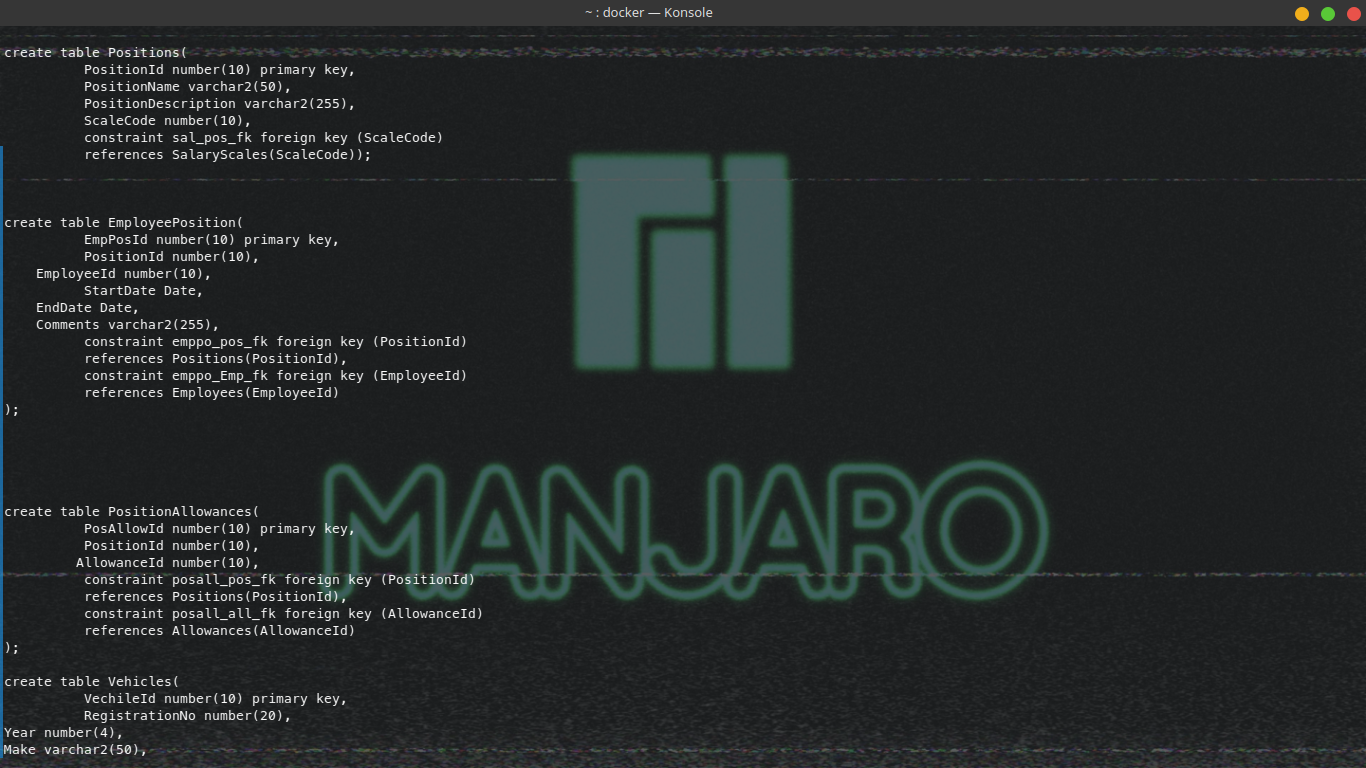 ~ : docker — Konsole
create table Positions(
          PositionId number(10) primary key,
          PositionName varchar2(50),
          PositionDescription varchar2(255),
          ScaleCode number(10),
          constraint sal_pos_fk foreign key (ScaleCode)
          references SalaryScales(ScaleCode));
create table EmployeePosition(
          EmpPosId number(10) primary key,
          PositionId number(10),
    EmployeeId number(10),
          StartDate Date,
    EndDate Date,
    Comments varchar2(255),
          constraint emppo_pos_fk foreign key (PositionId)
          references Positions(PositionId),
          constraint emppo_Emp_fk foreign key (EmployeeId)
          references Employees(EmployeeId)
);
create table PositionAllowances(
          PosAllowId number(10) primary key,
          PositionId number(10),
         AllowanceId number(10),
          constraint posall_pos_fk foreign key (PositionId)
          references Positions(PositionId),
          constraint posall_all_fk foreign key (AllowanceId)
          references Allowances(AllowanceId)
);
create table Vehicles(
          VechileId number(10) primary key,
          RegistrationNo number(20),
Year number(4),
Make varchar2(50),
MANJARO